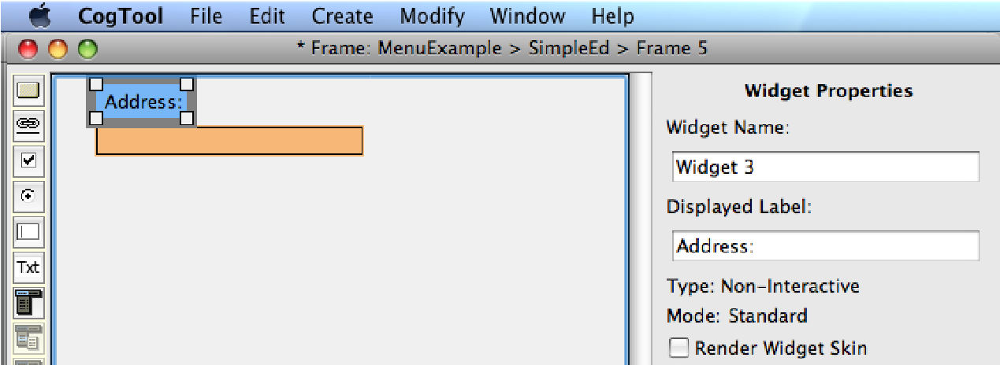 CogTool File Edit Create Modify Window Help
* Frame: MenuExample > SimpleEd > Frame 5
Address:
Txt
Widget Properties
Widget Name:
Widget 3
Displayed Label:
Address:
Type: Non-Interactive
Mode: Standard
Render Widget Skin